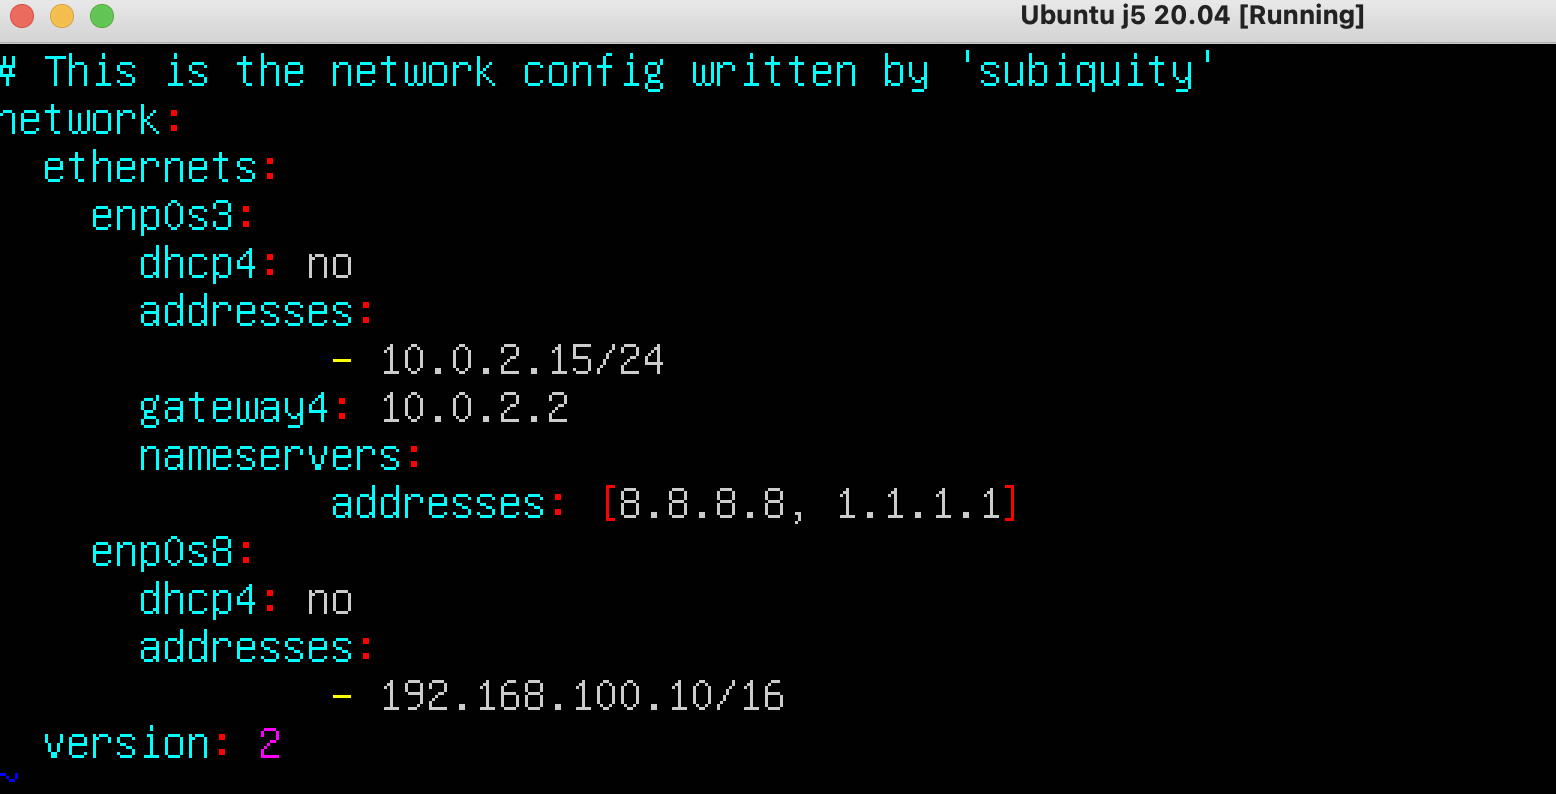 Ubuntu j5 20.04 [Running]
# This is the network config written by 'subiquity'
network:
  ethernets:
    enp0s3:
      dhcp4: no
      addresses:
              - 10.0.2.15/24
      gateway4: 10.0.2.2
      nameservers:
              addresses: [8.8.8.8, 1.1.1.1]
    enp0s8:
      dhcp4: no
      addresses:
              - 192.168.100.10/16
  version: 2
~